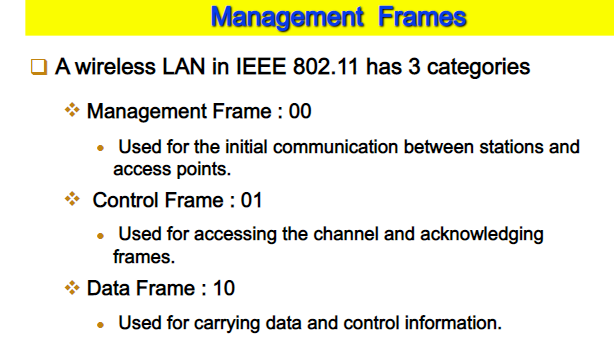 Management Frames
A wireless LAN in IEEE 802.11 has 3 categories
Management Frame : 00
Used for the initial communication between stations and
access points.
Control Frame : 01
Used for accessing the channel and acknowledging
frames.
Data Frame : 10
Used for carrying data and control information.